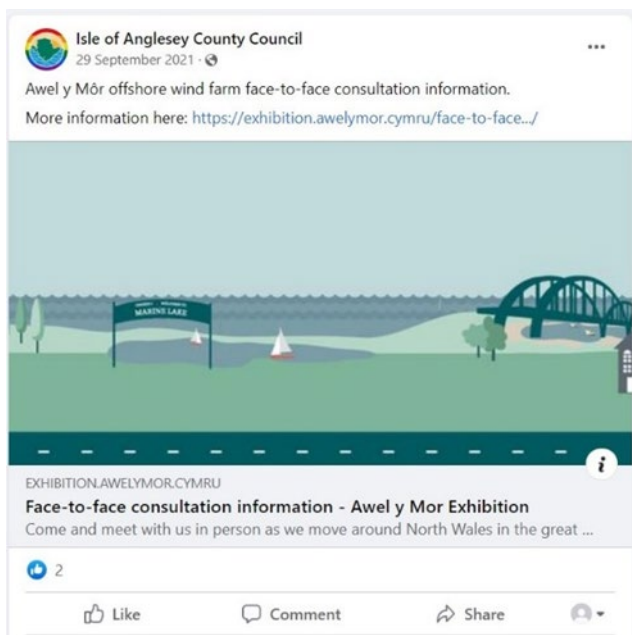 Isle of Anglesey County Council
29 September 2021 ·
Awel y Môr offshore wind farm face-to-face consultation information.
More information here: https://exhibition.awelymor.cymru/face-to-face.../
MARINE LAKE
EXHIBITION.AWELYMOR.CYMRU
Face-to-face consultation information - Awel y Mor Exhibition
Come and meet with us in person as we move around North Wales in the great ...
2
Like Comment Share